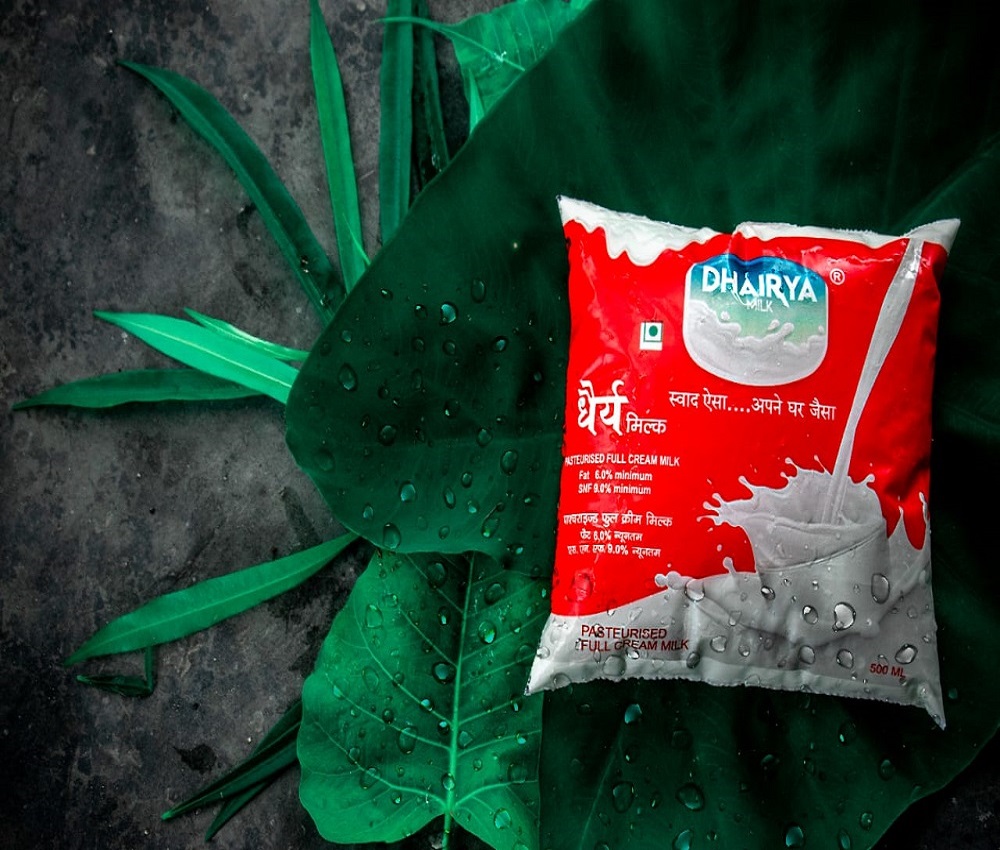 DHAIRYA ®
MILK
धैर्य मिल्क
स्वाद ऐसा....अपने घर जैसा
PASTEURISED FULL CREAM MILK
Fat 6.0% minimum
SNF 9.0% minimum
पाश्चराइज्ड फुल क्रीम मिल्क
फैट 6.0% न्यूनतम
एस. एन. एफ 9.0% न्यूनतम
PASTEURISED
FULL CREAM MILK
500 ML